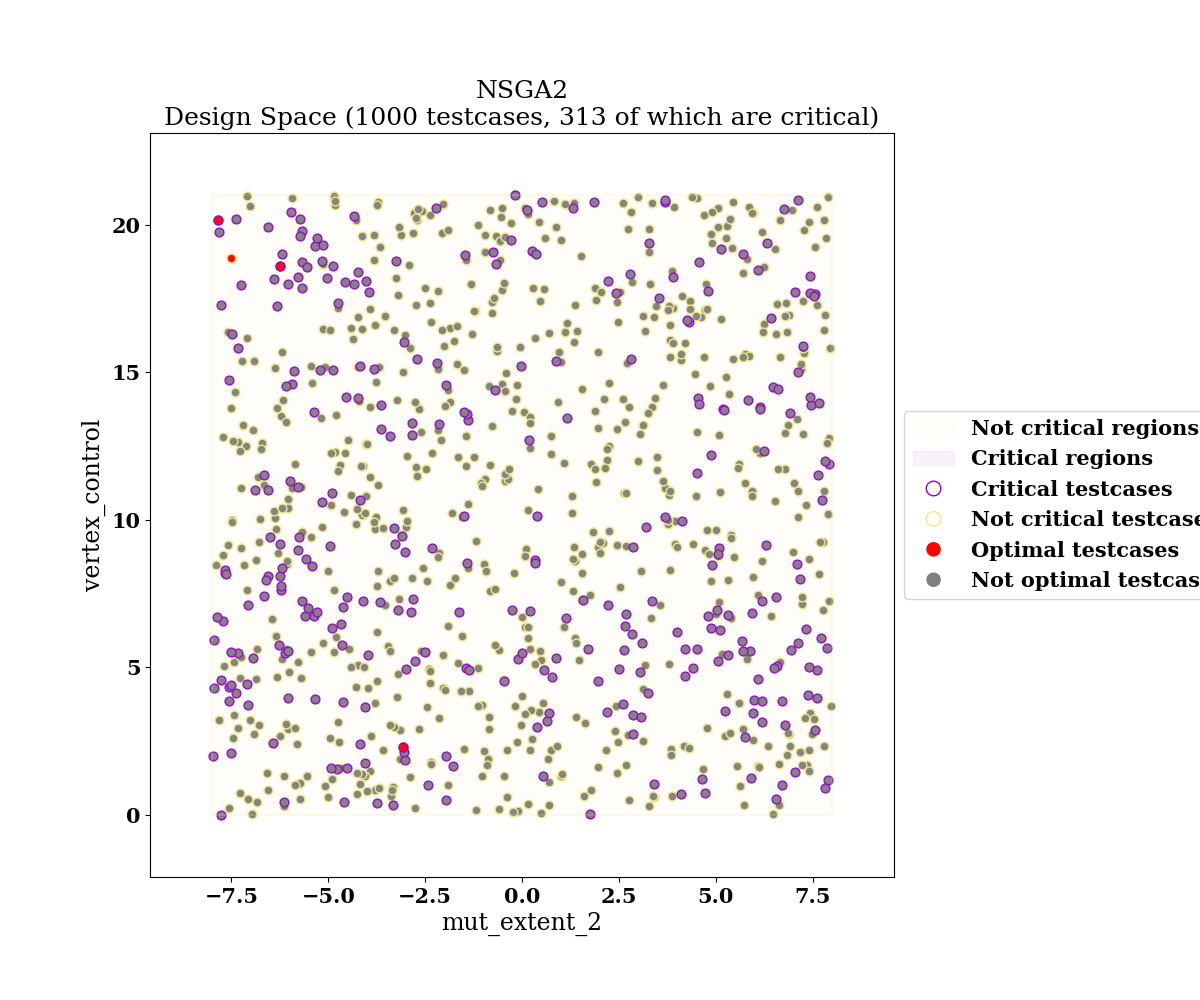 NSGA2
Design Space (1000 testcases, 313 of which are critical)
vertex_control
20
15
10
5
0
−7.5 −5.0 −2.5 0.0 2.5 5.0 7.5
mut_extent_2
Not critical regions
Critical regions
Critical testcases
Not critical testcase
Optimal testcases
Not optimal testcas